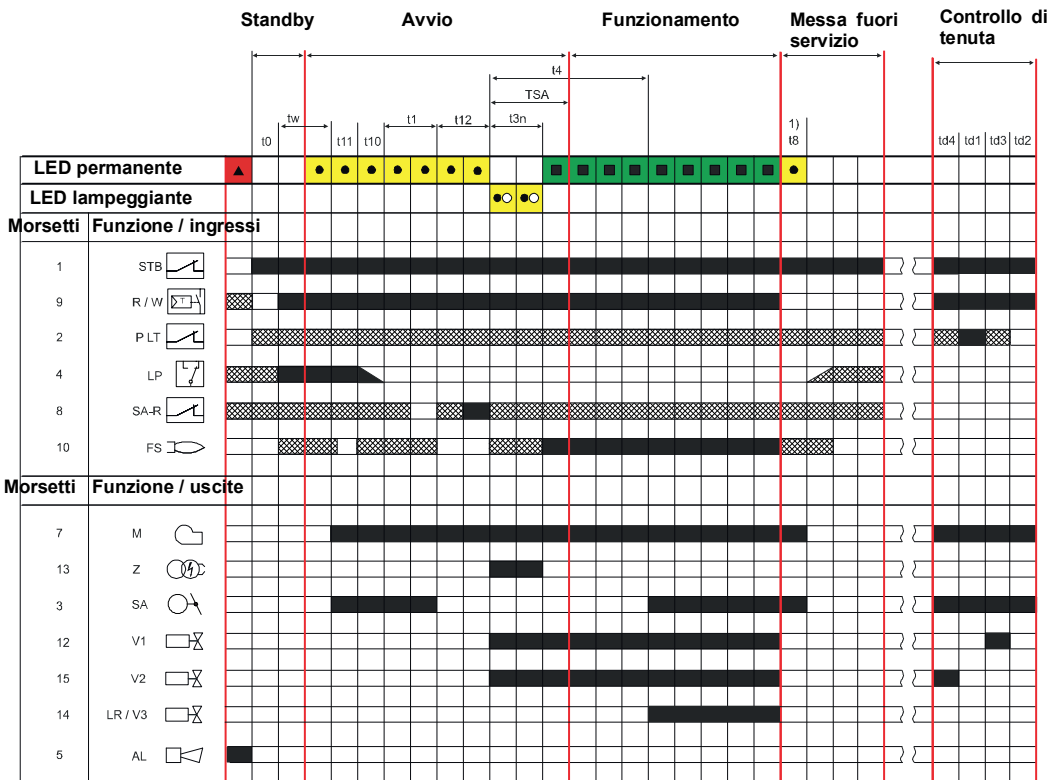 Standby Avvio Funzionamento Messa fuori servizio Controllo di tenuta
t4
TSA
tw t1 t12 t3n 1)
t0 t11 t10 t8 td4 td1 td3 td2
LED permanente
LED lampeggiante
Morsetti Funzione / ingressi
1 STB
9 R / W
2 P LT
4 LP
8 SA-R
10 FS
Morsetti Funzione / uscite
7 M
13 Z
3 SA
12 V1
15 V2
14 LR / V3
5 AL